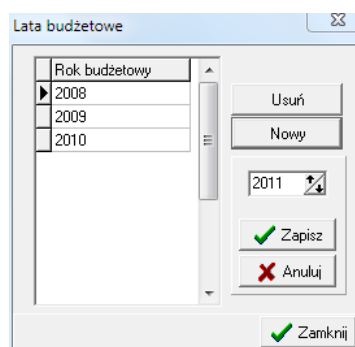 Lata budżetowe
Rok budżetowy
2008
2009
2010
Usuń
Nowy
2011
Zapisz
Anuluj
Zamknij